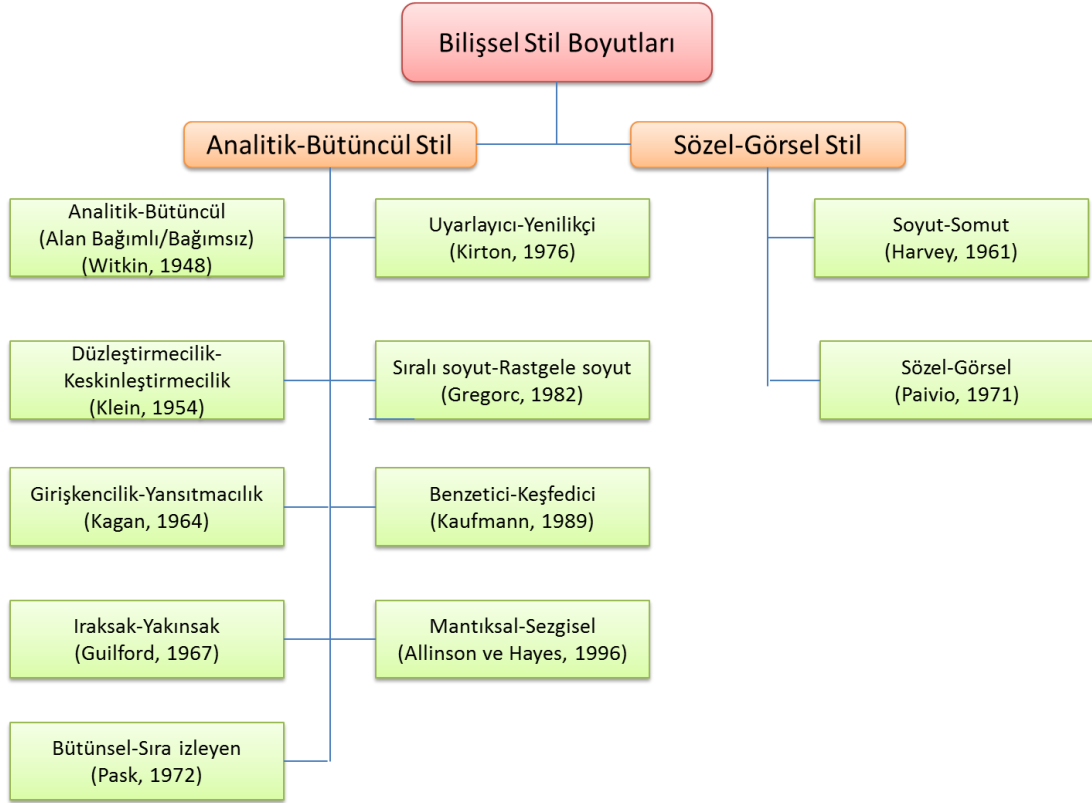 Bilişsel Stil Boyutları
Analitik-Bütüncül Stil
Sözel-Görsel Stil
Analitik-Bütüncül
(Alan Bağımlı/Bağımsız)
(Witkin, 1948)
Uyarlayıcı-Yenilikçi
(Kirton, 1976)
Soyut-Somut
(Harvey, 1961)
Düzleştirmecilik-
Keskinleştirmecilik
(Klein, 1954)
Sıralı soyut-Rastgele soyut
(Gregorc, 1982)
Sözel-Görsel
(Paivio, 1971)
Girişkencilik-Yansıtmacılık
(Kagan, 1964)
Benzetici-Keşfedici
(Kaufmann, 1989)
Iraksak-Yakınsak
(Guilford, 1967)
Mantıksal-Sezgisel
(Allinson ve Hayes, 1996)
Bütünsel-Sıra izleyen
(Pask, 1972)